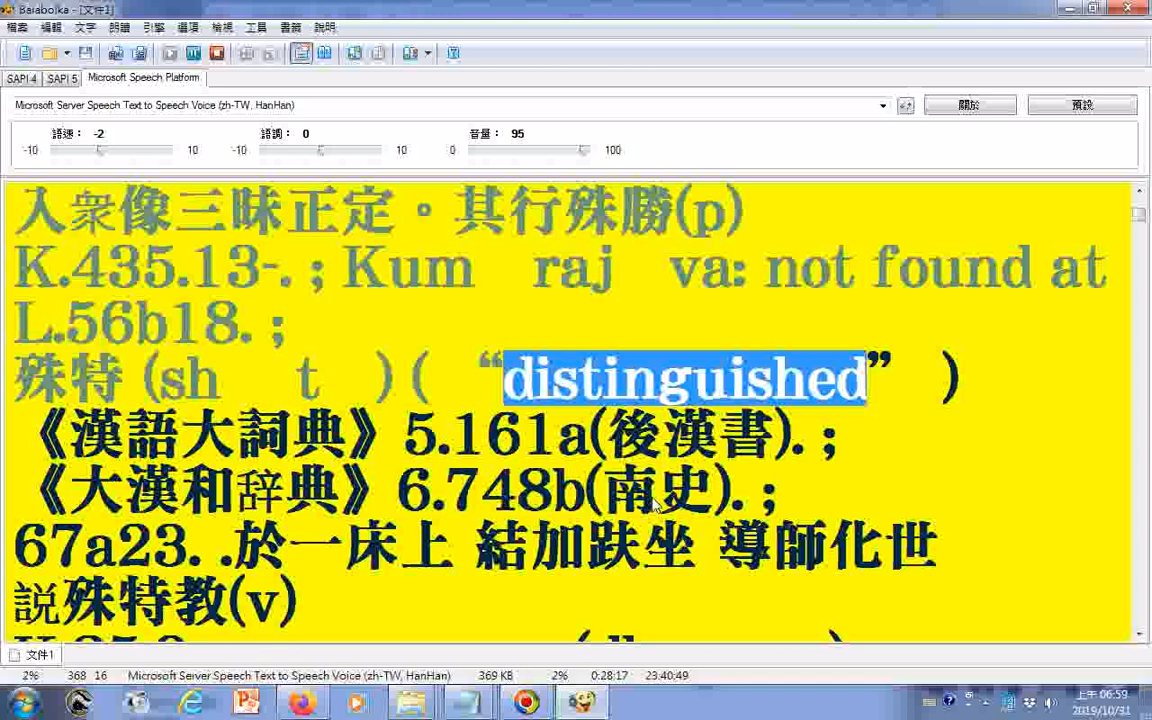 Balabolka - [文件1]
檔案 編輯 文字 朗讀 引擎 選項 檢視 工具 書籤 說明
SAPI 4 SAPI 5 Microsoft Speech Platform
Microsoft Server Speech Text to Speech Voice (zh-TW, HanHan) 關於 預設
語速： -2 語調： 0 音量： 95
-10 10 -10 10 0 100
入衆像三昧正定。其行殊勝(p)
K.435.13-. ; Kum raj va: not found at
L.56b18. ;
殊特 (sh t )( “distinguished” )
《漢語大詞典》 5.161a(後漢書). ;
《大漢和辞典》 6.748b(南史). ;
67a23. .於一床上 結加趺坐 導師化世
説殊特教(v)
文件1
2% 368 16 Microsoft Server Speech Text to Speech Voice (zh-TW, HanHan) 369 KB 2% 0:28:17 23:40:49
上午 06:59
2019/10/31